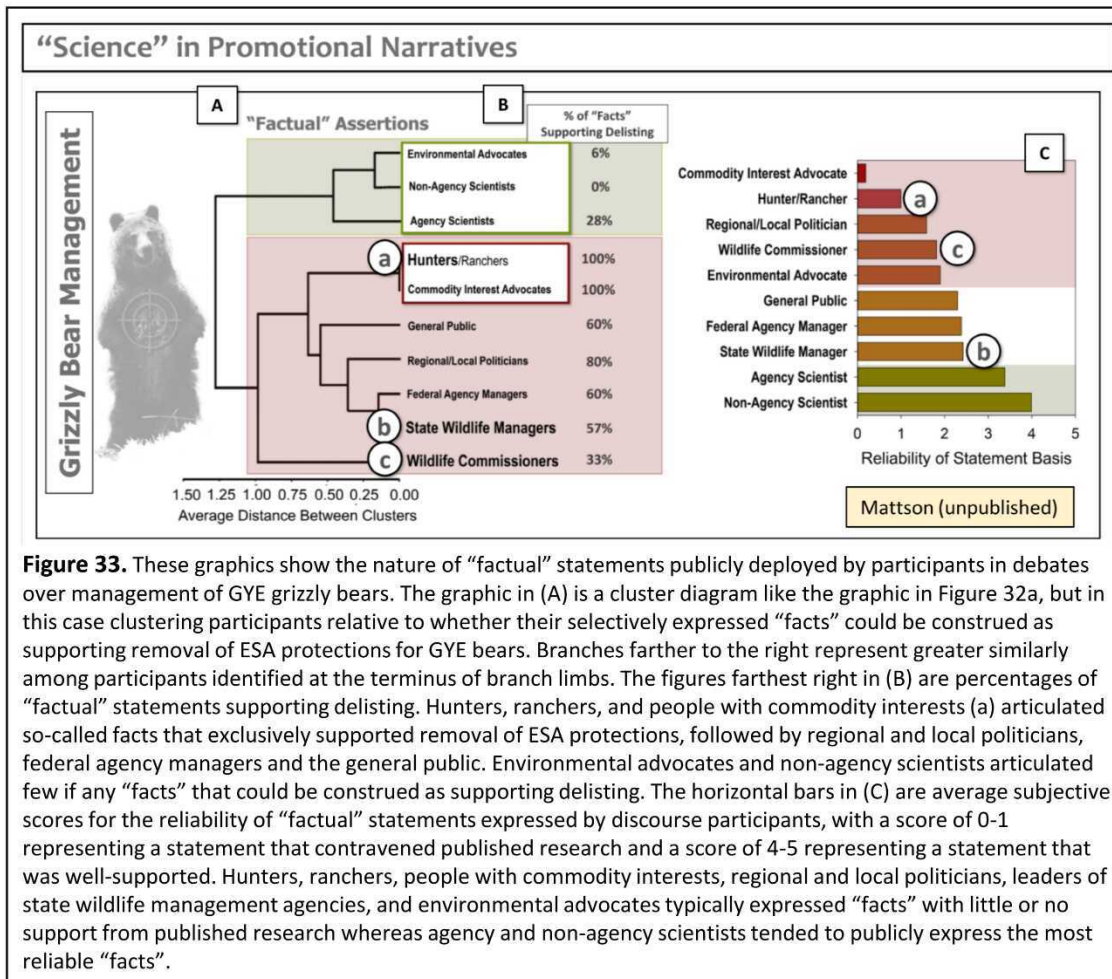 “Science” in Promotional Narratives
Grizzly Bear Management
A
B
“Factual” Assertions
% of “Facts”
Supporting Delisting
Environmental Advocates 6%
Non-Agency Scientists 0%
Agency Scientists 28%
a Hunters/Ranchers 100%
Commodity Interest Advocates 100%
General Public 60%
Regional/Local Politicians 80%
Federal Agency Managers 60%
b State Wildlife Managers 57%
c Wildlife Commissioners 33%
1.50 1.25 1.00 0.75 0.50 0.25 0.00
Average Distance Between Clusters
C
Commodity Interest Advocate
Hunter/Rancher a
Regional/Local Politician
Wildlife Commissioner c
Environmental Advocate
General Public
Federal Agency Manager
State Wildlife Manager b
Agency Scientist
Non-Agency Scientist
0 1 2 3 4 5
Reliability of Statement Basis
Mattson (unpublished)
Figure 33. These graphics show the nature of “factual” statements publicly deployed by participants in debates
over management of GYE grizzly bears. The graphic in (A) is a cluster diagram like the graphic in Figure 32a, but in
this case clustering participants relative to whether their selectively expressed “facts” could be construed as
supporting removal of ESA protections for GYE bears. Branches farther to the right represent greater similarly
among participants identified at the terminus of branch limbs. The figures farthest right in (B) are percentages of
“factual” statements supporting delisting. Hunters, ranchers, and people with commodity interests (a) articulated
so-called facts that exclusively supported removal of ESA protections, followed by regional and local politicians,
federal agency managers and the general public. Environmental advocates and non-agency scientists articulated
few if any “facts” that could be construed as supporting delisting. The horizontal bars in (C) are average subjective
scores for the reliability of “factual” statements expressed by discourse participants, with a score of 0-1
representing a statement that contravened published research and a score of 4-5 representing a statement that
was well-supported. Hunters, ranchers, people with commodity interests, regional and local politicians, leaders of
state wildlife management agencies, and environmental advocates typically expressed “facts” with little or no
support from published research whereas agency and non-agency scientists tended to publicly express the most
reliable “facts”.